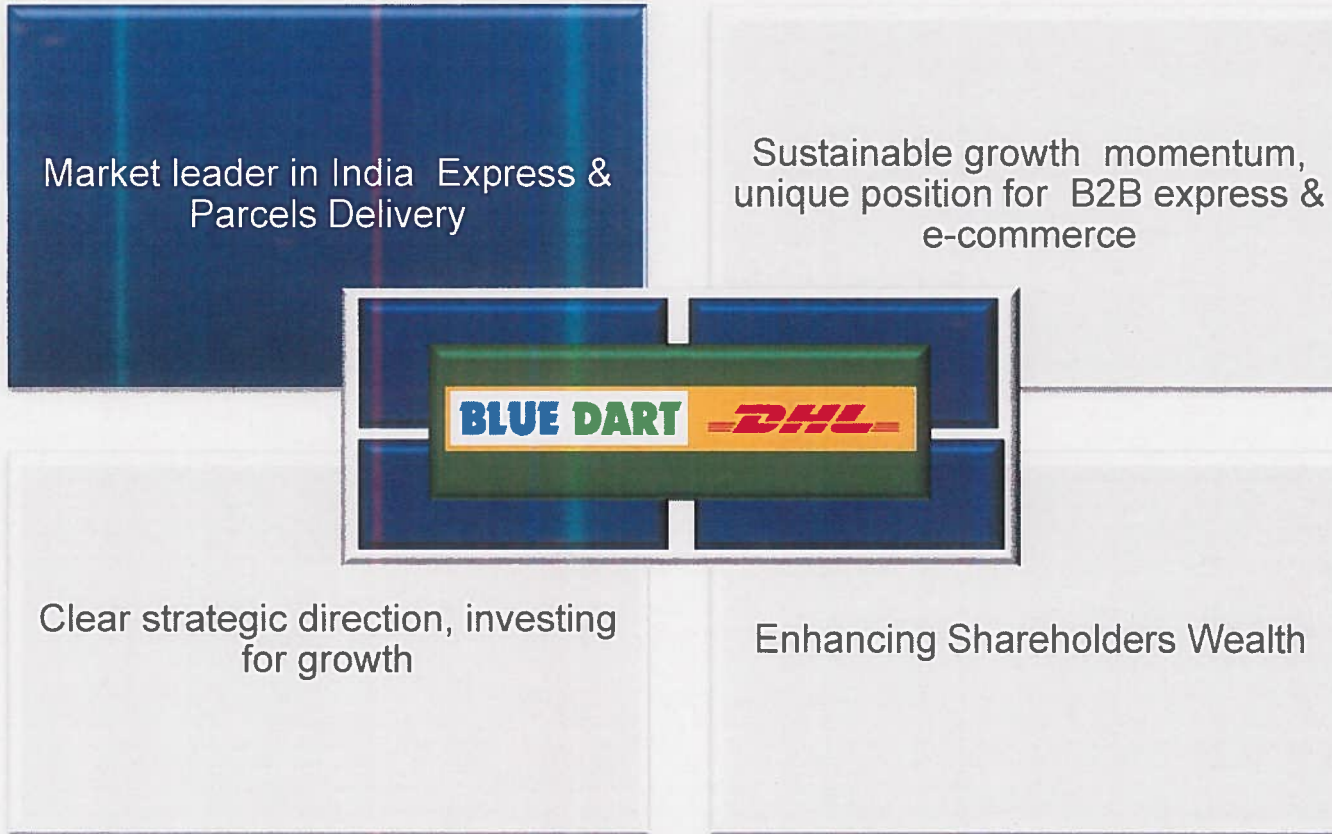 Market leader in India Express &
Parcels Delivery
Sustainable growth momentum,
unique position for B2B express &
e-commerce
BLUE DART DHL
Clear strategic direction, investing
for growth
Enhancing Shareholders Wealth